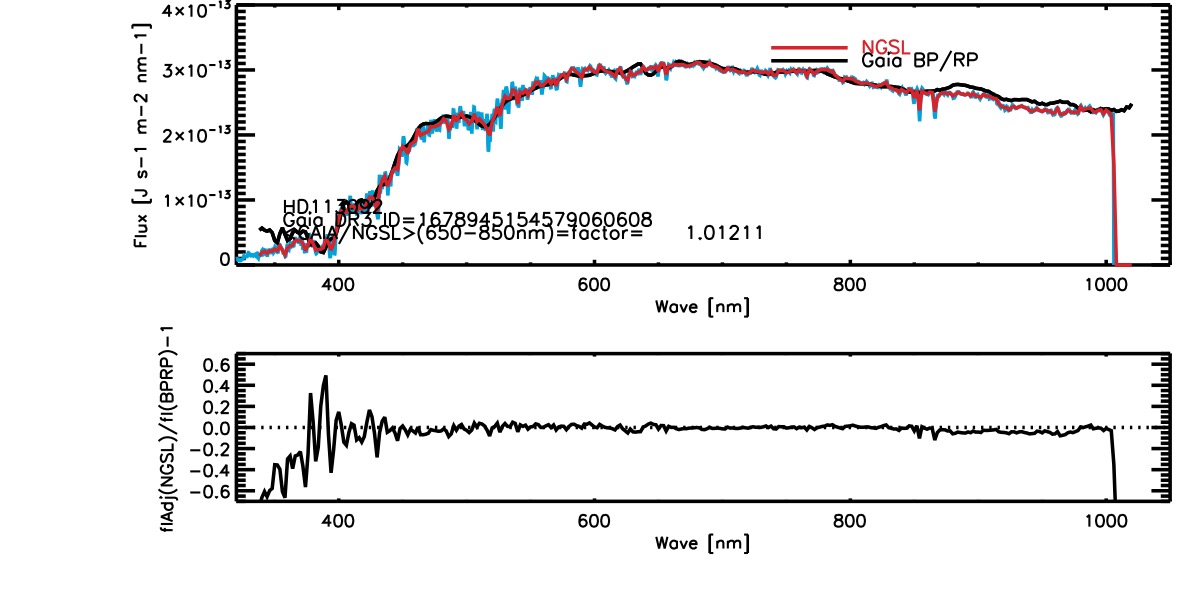 4×10−13
3×10−13
2×10−13
1×10−13
0
Flux [J s−1 m−2 nm−1]
NGSL
Gaia BP/RP
Gaia DR3 ID=1678945154579060608
<GAIA/NGSL>(650−850nm)=factor= 1.01211
400 600 800 1000
Wave [nm]
0.6
0.4
0.2
0.0
−0.2
−0.4
−0.6
flAdj(NGSL)/fl(BPRP)−1
400 600 800 1000
Wave [nm]